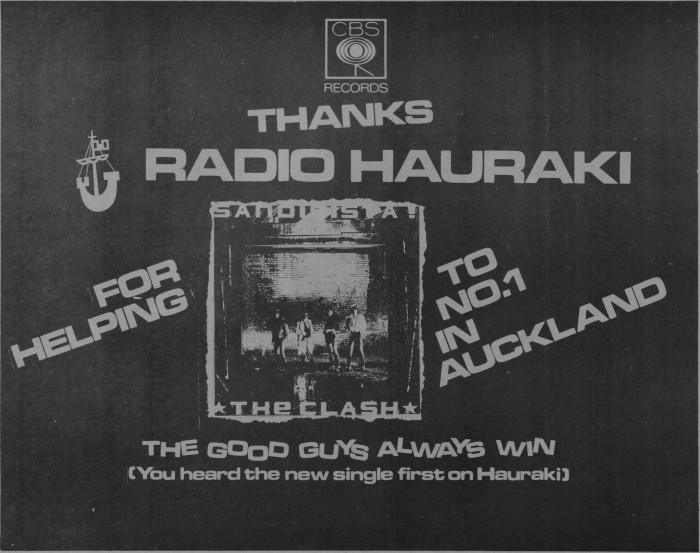 CBS
RECORDS
THANKS
RADIO HAURAKI
FOR
HELPING
SANDINISTA!
★THE CLASH★
TO
NO.1
IN
AUCKLAND
THE GOOD GUYS ALWAYS WIN
(You heard the new single first on Hauraki)